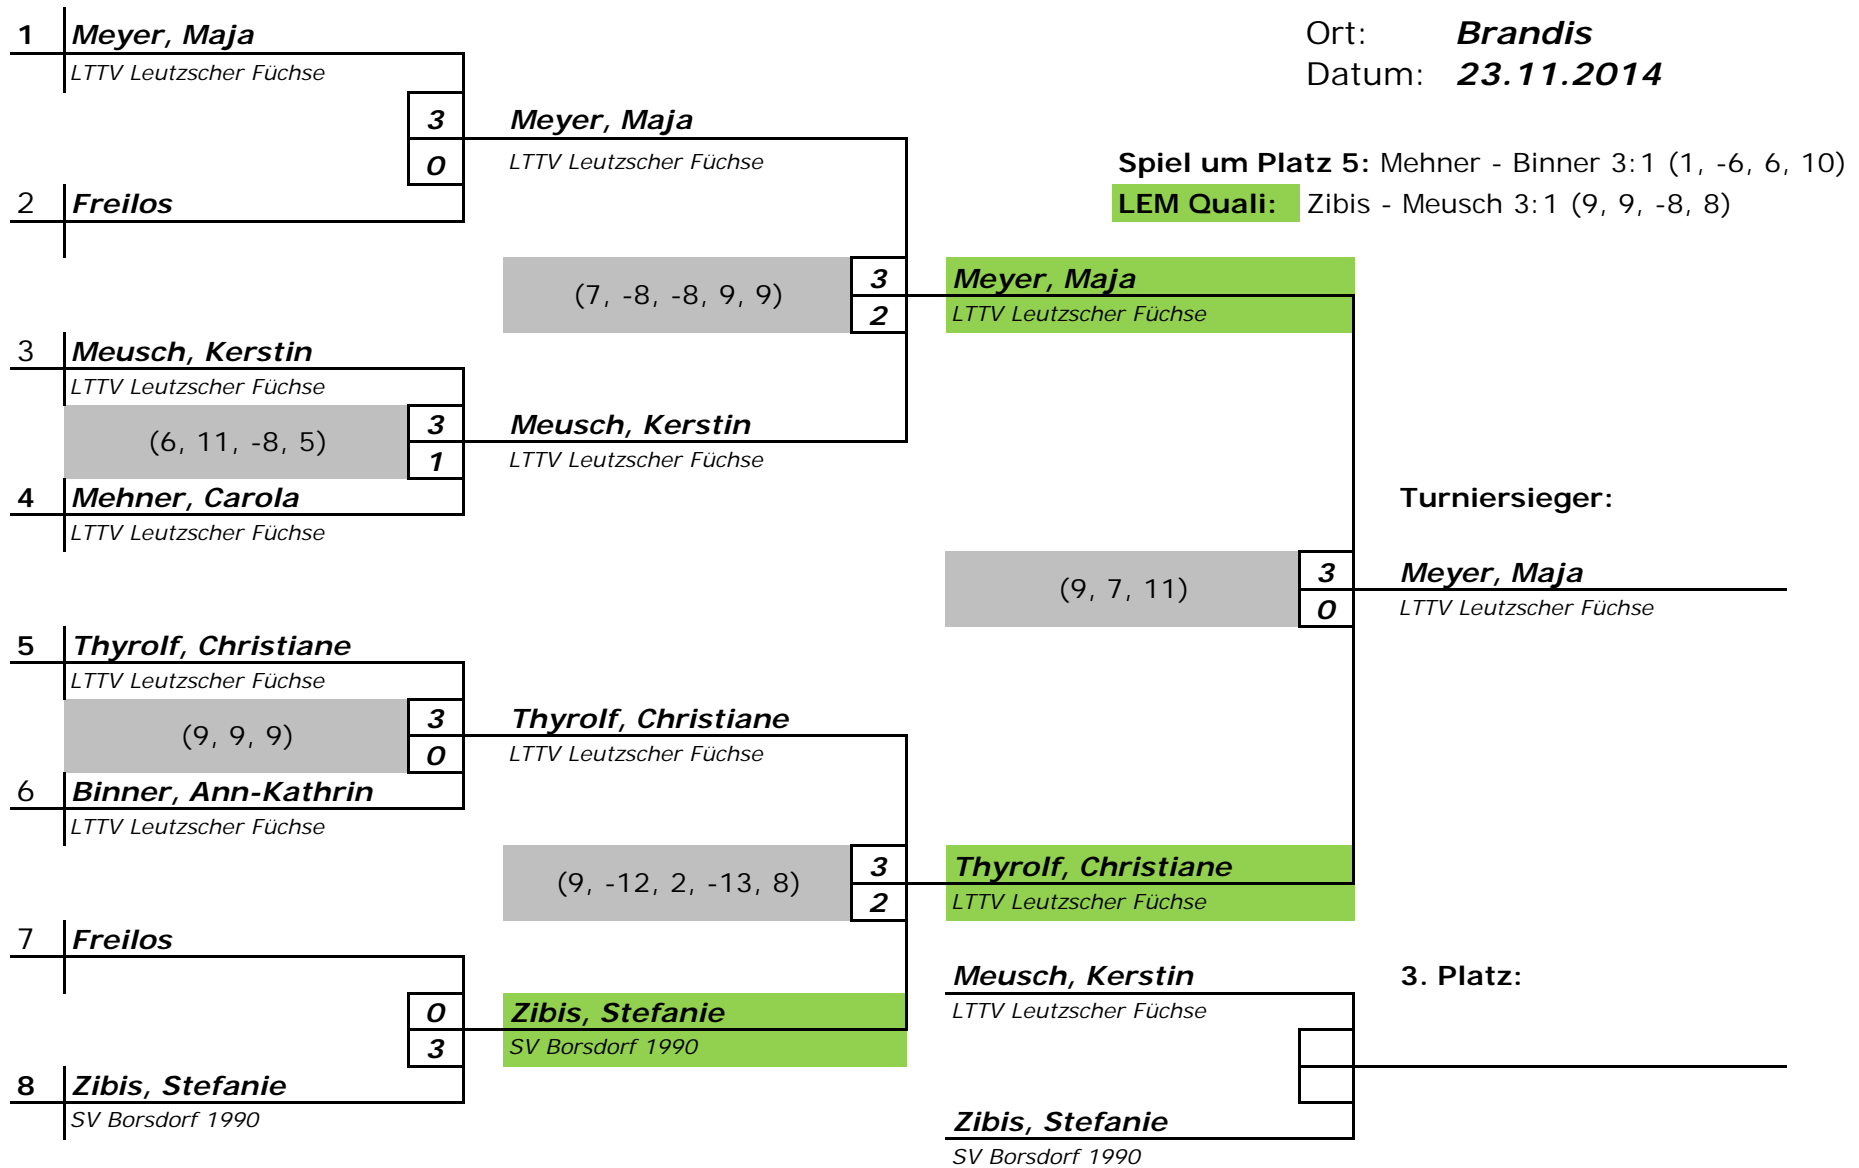 1 Meyer, Maja
LTTV Leutzscher Füchse
Ort: Brandis
Datum: 23.11.2014
3 Meyer, Maja
0 LTTV Leutzscher Füchse
Spiel um Platz 5: Mehner - Binner 3:1 (1, -6, 6, 10)
2 Freilos
LEM Quali: Zibis - Meusch 3:1 (9, 9, -8, 8)
(7, -8, -8, 9, 9)
3 Meyer, Maja
2 LTTV Leutzscher Füchse
3 Meusch, Kerstin
LTTV Leutzscher Füchse
(6, 11, -8, 5)
3 Meusch, Kerstin
1 LTTV Leutzscher Füchse
4 Mehner, Carola
LTTV Leutzscher Füchse
Turniersieger:
(9, 7, 11)
3 Meyer, Maja
0 LTTV Leutzscher Füchse
5 Thyrolf, Christiane
LTTV Leutzscher Füchse
(9, 9, 9)
3 Thyrolf, Christiane
0 LTTV Leutzscher Füchse
6 Binner, Ann-Kathrin
LTTV Leutzscher Füchse
(9, -12, 2, -13, 8)
3 Thyrolf, Christiane
2 LTTV Leutzscher Füchse
7 Freilos
Meusch, Kerstin
LTTV Leutzscher Füchse
3. Platz:
0 Zibis, Stefanie
3 SV Borsdorf 1990
8 Zibis, Stefanie
SV Borsdorf 1990
Zibis, Stefanie
SV Borsdorf 1990